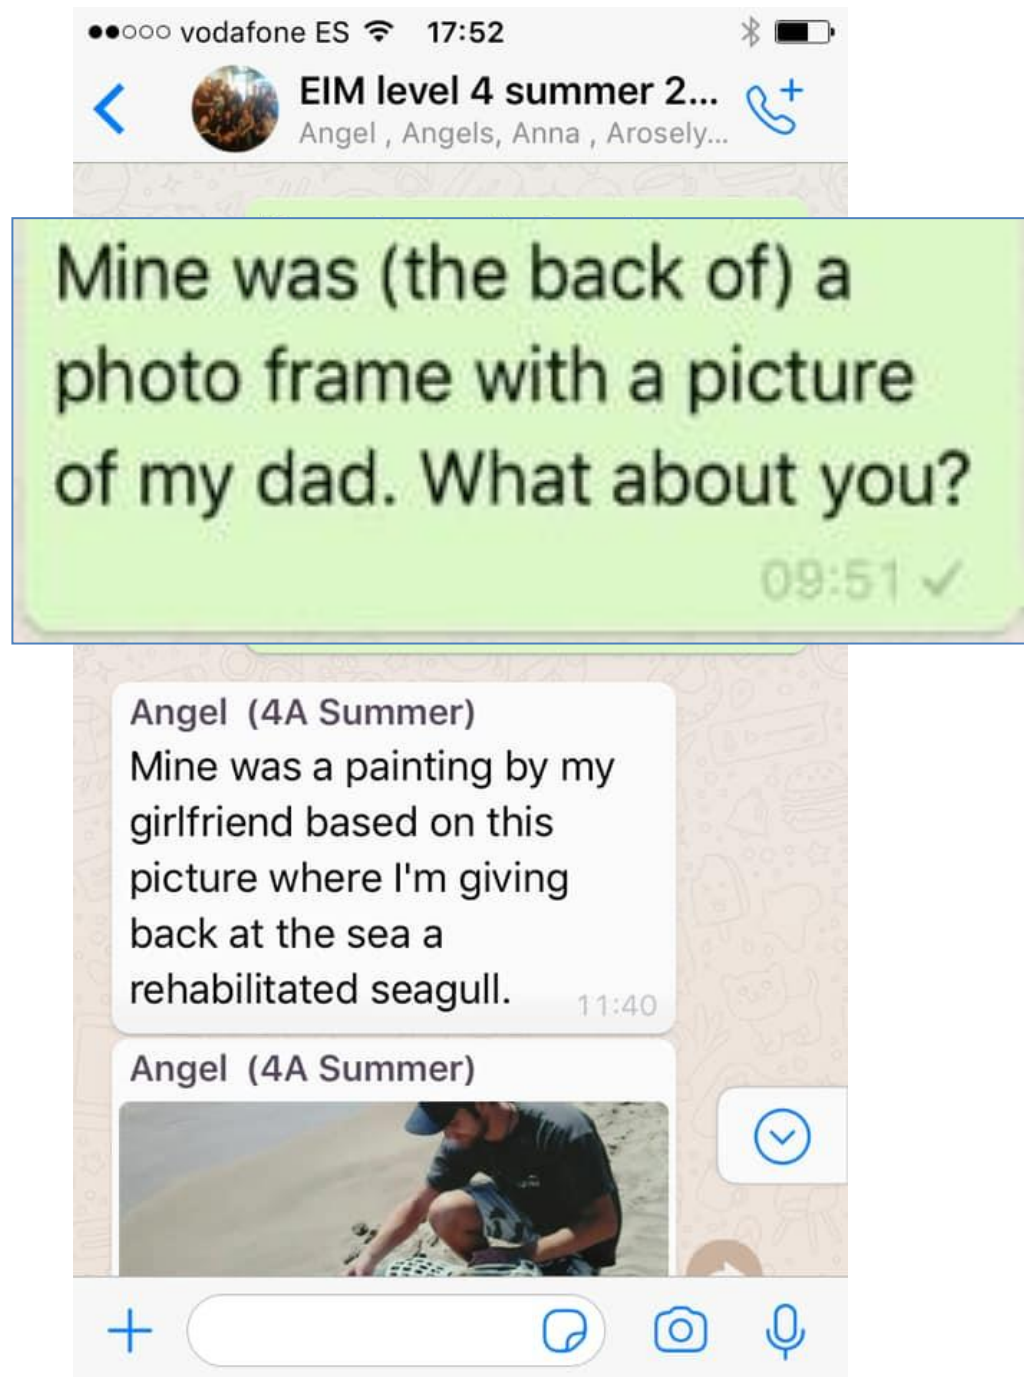 vodafone ES 17:52
EIM level 4 summer 2...
Angel , Angels, Anna , Arosely...
Mine was (the back of) a
photo frame with a picture
of my dad. What about you?
09:51
Angel (4A Summer)
Mine was a painting by my
girlfriend based on this
picture where I'm giving
back at the sea a
rehabilitated seagull.
11:40
Angel (4A Summer)